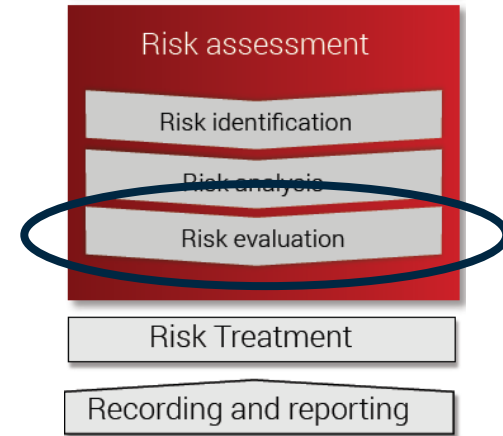 Risk assessment
Risk identification
Risk analysis
Risk evaluation
Risk Treatment
Recording and reporting